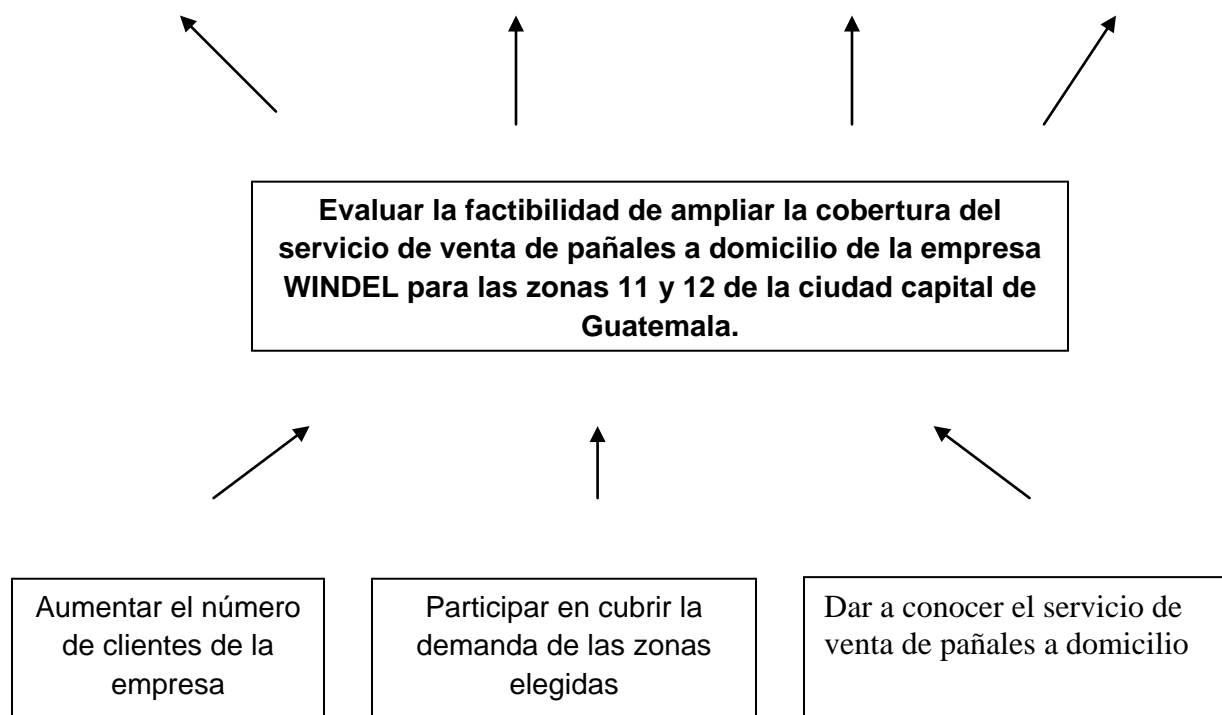 Evaluar la factibilidad de ampliar la cobertura del
servicio de venta de pañales a domicilio de la empresa
WINDEL para las zonas 11 y 12 de la ciudad capital de
Guatemala.
Aumentar el número
de clientes de la
empresa
Participar en cubrir la
demanda de las zonas
elegidas
Dar a conocer el servicio de
venta de pañales a domicilio